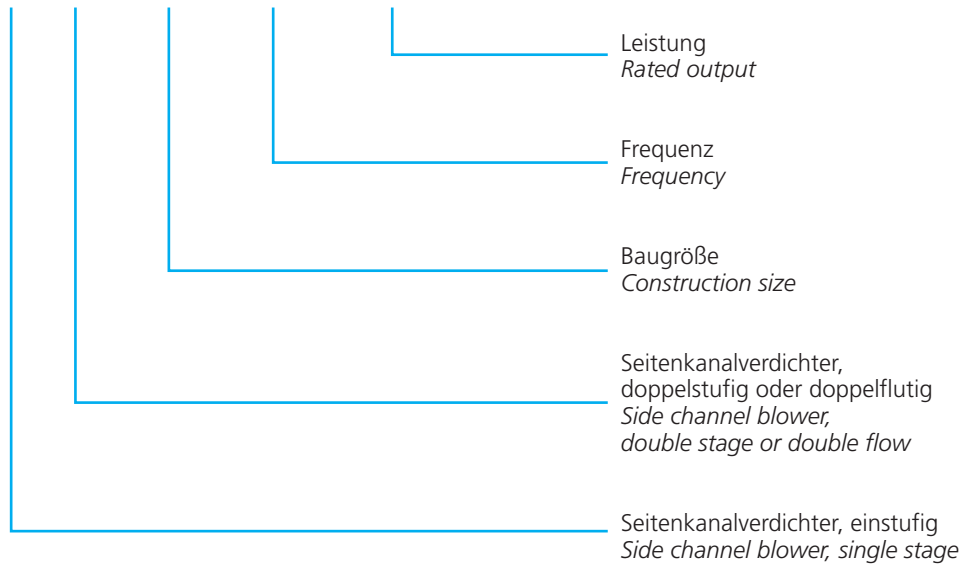 Leistung
Rated output
Frequenz
Frequency
Baugröße
Construction size
Seitenkanalverdichter,
doppelstufig oder doppelflutig
Side channel blower,
double stage or double flow
Seitenkanalverdichter, einstufig
Side channel blower, single stage